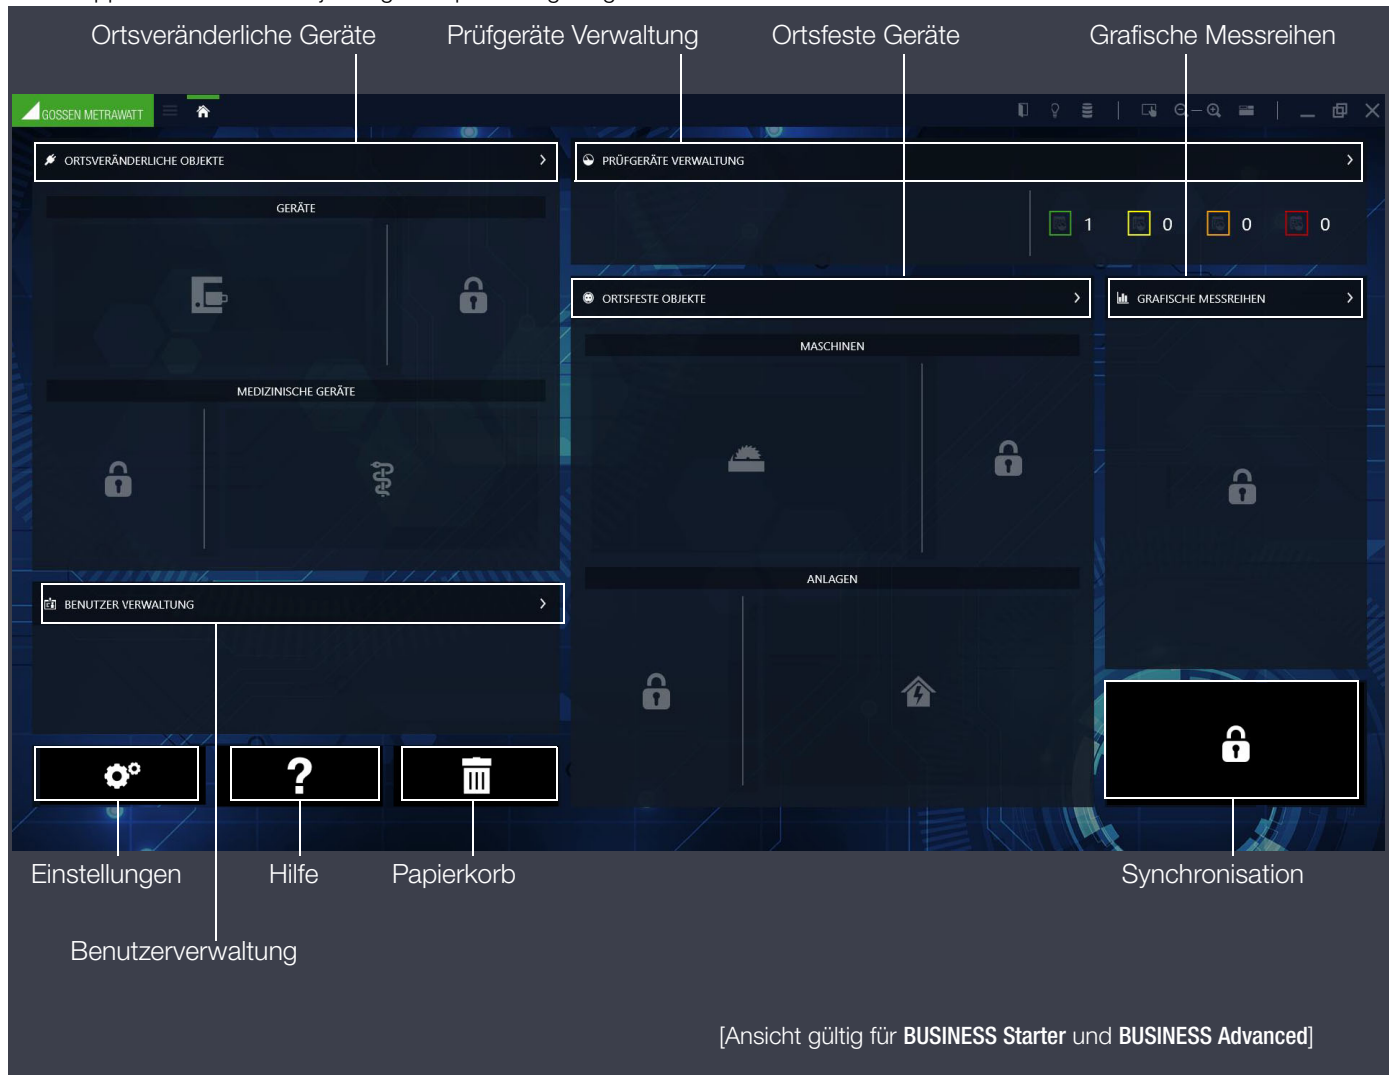 Ortsveränderliche Geräte
Prüfgeräte Verwaltung
Ortsfeste Geräte
Grafische Messreihen
GOSSEN METRAWATT
ORTSVERÄNDERLICHE OBJEKTE
PRÜFGERÄTE VERWALTUNG
GERÄTE
1
0
0
0
ORTSFESTE OBJEKTE
GRAFISCHE MESSREIHEN
MASCHINEN
MEDIZINISCHE GERÄTE
ANLAGEN
BENUTZER VERWALTUNG
?
Einstellungen
Hilfe
Papierkorb
Synchronisation
Benutzerverwaltung
[Ansicht gültig für BUSINESS Starter und BUSINESS Advanced]